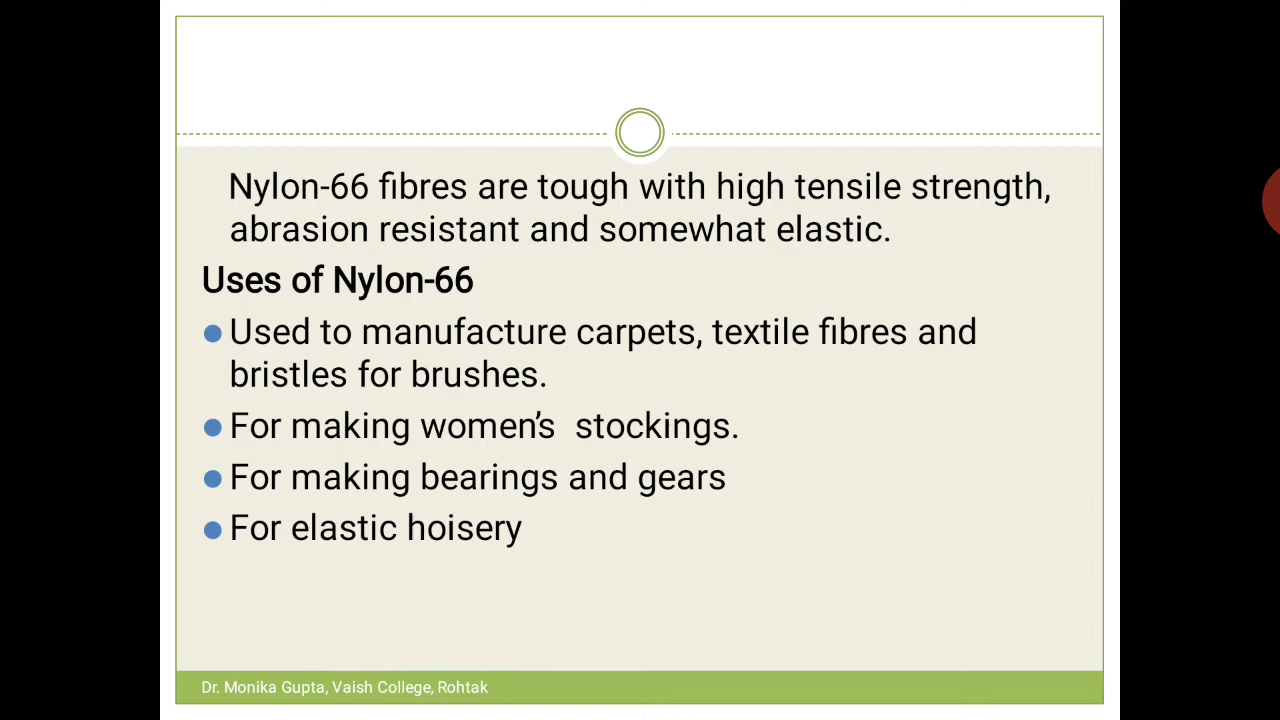 Nylon-66 fibres are tough with high tensile strength,
abrasion resistant and somewhat elastic.
Uses of Nylon-66
Used to manufacture carpets, textile fibres and
bristles for brushes.
For making women's  stockings.
For making bearings and gears
For elastic hoisery
Dr. Monika Gupta, Vaish College, Rohtak